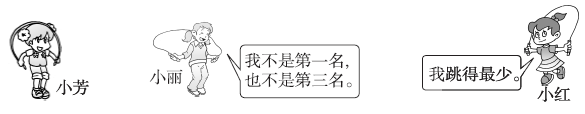 小芳
小丽
我不是第一名，
也不是第三名。
我跳得最少。
小红